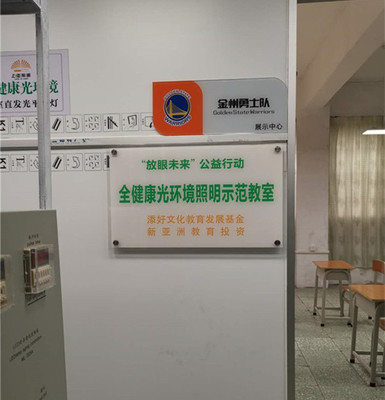 健康光环境
金州勇士队
Golden State Warriors
展示中心
“放眼未来”公益行动
全健康光环境照明示范教室
添好文化教育发展基金
新亚洲教育投资